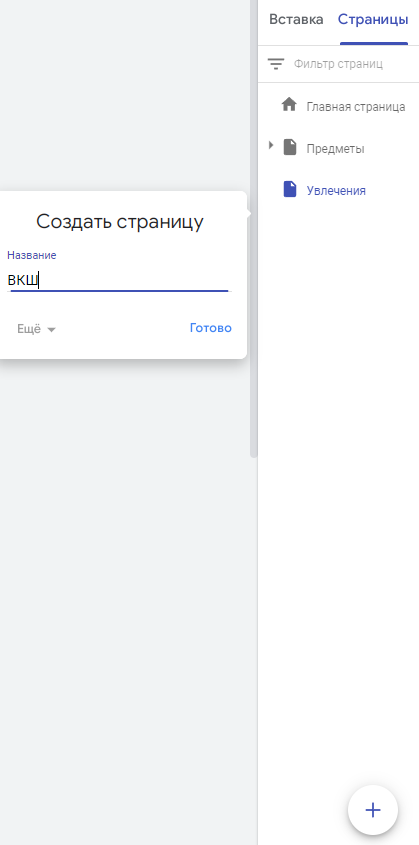 Вставка Страницы
Фильтр страниц
Главная страница
Предметы
Увлечения
Создать страницу
Название
ВКШ
Ещё Готово